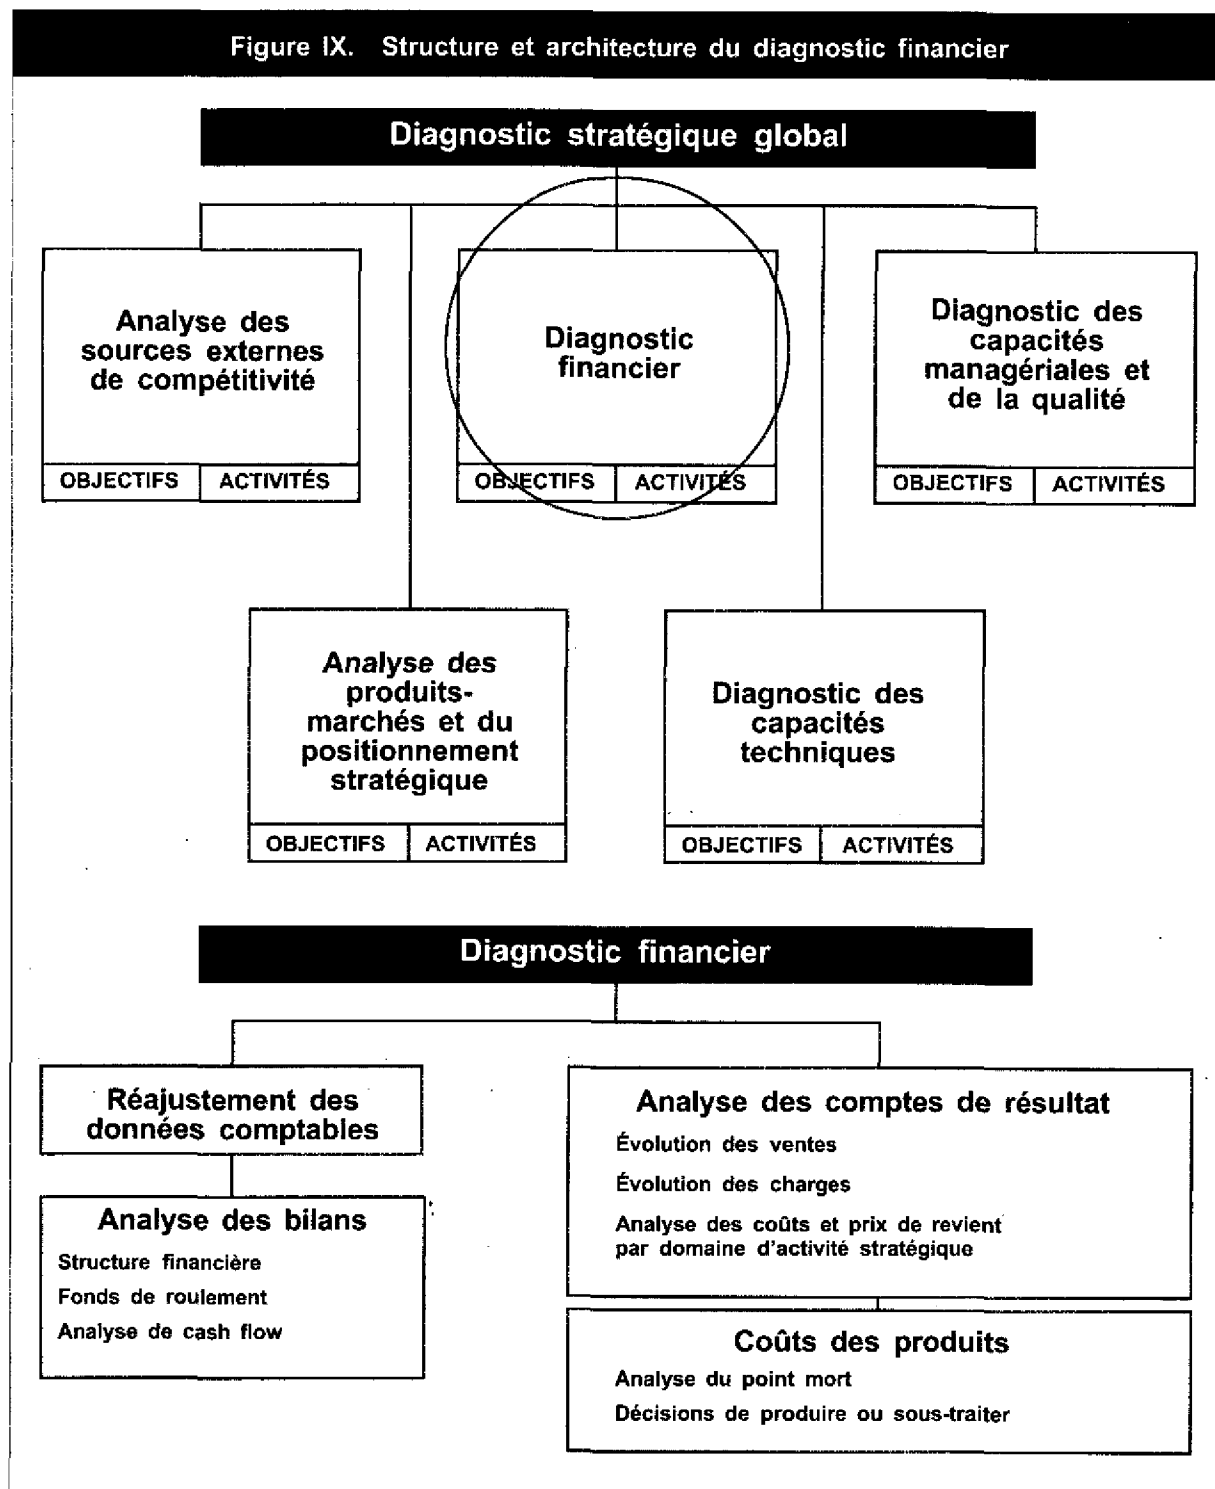 Figure IX. Structure et architecture du diagnostic financier
Diagnostic stratégique global
Analyse des
sources externes
de compétitivité
OBJECTIFS ACTIVITÉS
Diagnostic
financier
OBJECTIFS ACTIVITÉS
Diagnostic des
capacités
managériales et
de la qualité
OBJECTIFS ACTIVITÉS
Analyse des
produits-
marchés et du
positionnement
stratégique
OBJECTIFS ACTIVITÉS
Diagnostic des
capacités
techniques
OBJECTIFS ACTIVITÉS
Diagnostic financier
Réajustement des
données comptables
Analyse des bilans
Structure financière
Fonds de roulement
Analyse de cash flow
Analyse des comptes de résultat
Évolution des ventes
Évolution des charges
Analyse des coûts et prix de revient
par domaine d'activité stratégique
Coûts des produits
Analyse du point mort
Décisions de produire ou sous-traiter